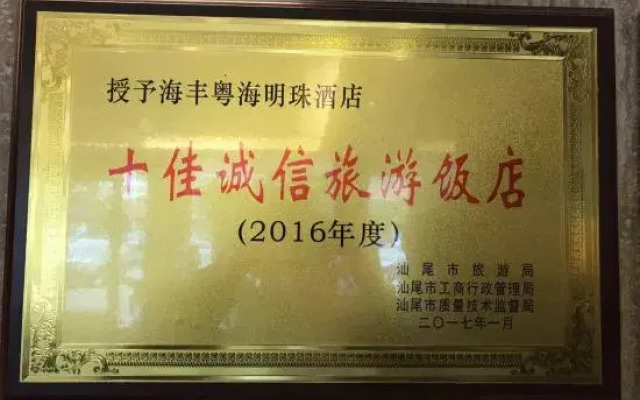 授予海丰粤海明珠酒店
十佳诚信旅游饭店
(2016年度)
汕尾市旅游局
汕尾市工商行政管理局
汕尾市质量技术监督局
二〇一七年一月